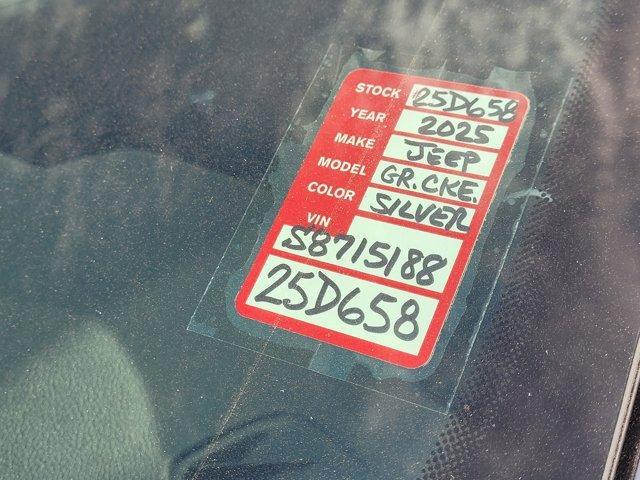 STOCK 25D658
YEAR 2025
MAKE JEEP
MODEL GR.CKE.
COLOR SILVER
VIN
S8715188
25D658